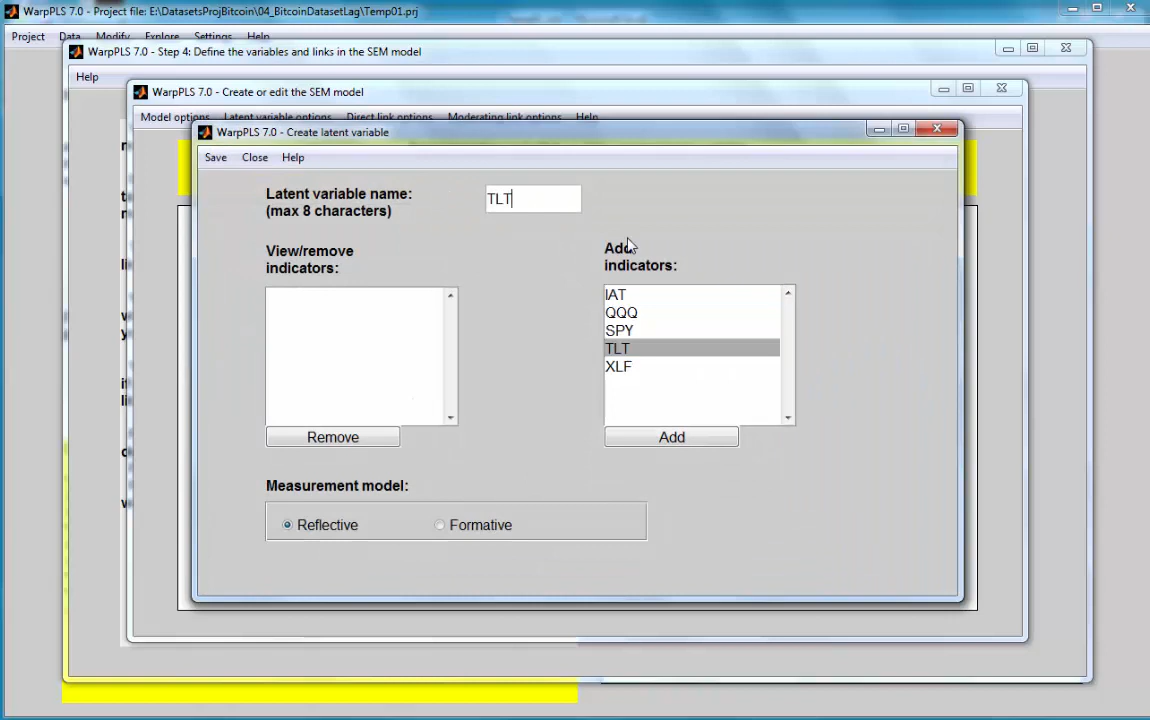 WarpPLS 7.0 - Project file: E:\DatasetsProjBitcoin\04_BitcoinDatasetLag\Temp01.prj
Project Data Modify Explore Settings Help
WarpPLS 7.0 - Step 4: Define the variables and links in the SEM model
Help
WarpPLS 7.0 - Create or edit the SEM model
Model options Latent variable options Direct link options Moderating link options Help
WarpPLS 7.0 - Create latent variable
Save Close Help
Latent variable name:
(max 8 characters)
TLT
View/remove
indicators:
Add
indicators:
IAT
QQQ
SPY
TLT
XLF
Remove
Add
Measurement model:
Reflective
Formative